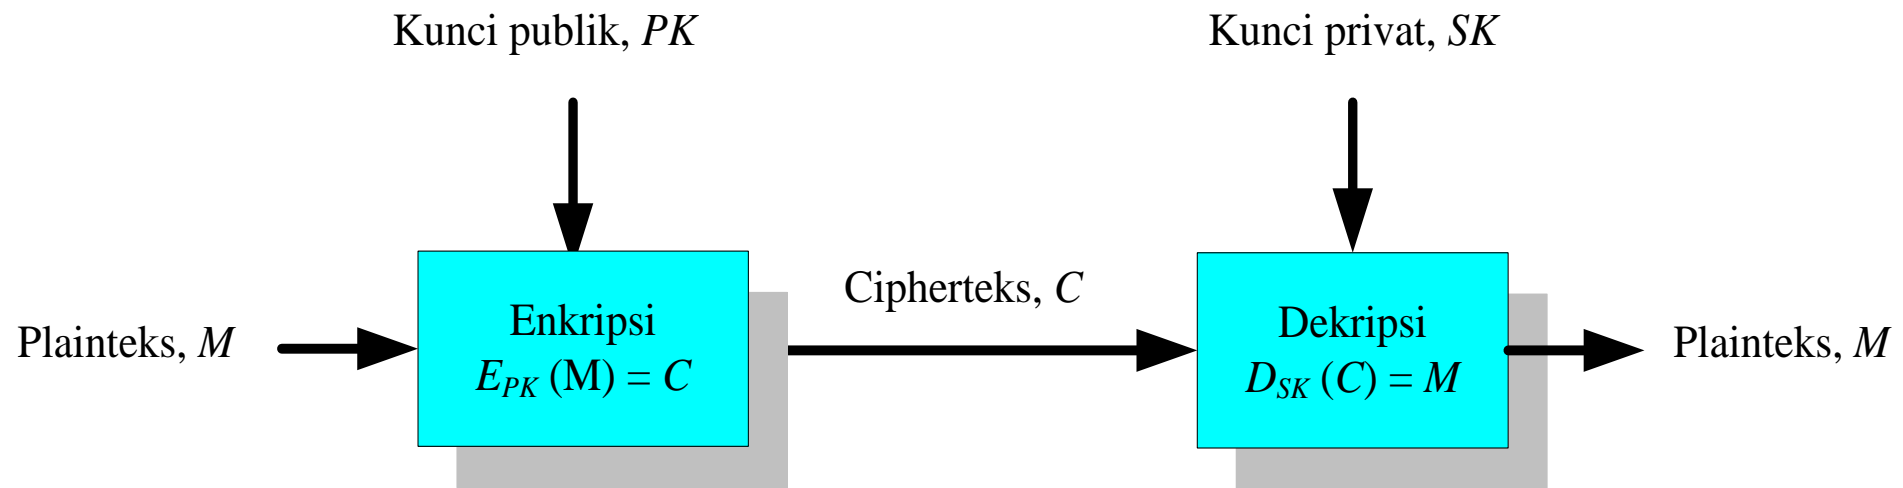 Kunci publik, PK
Kunci privat, SK
Plainteks, M
Enkripsi
E_PK (M) = C
Cipherteks, C
Dekripsi
D_SK (C) = M
Plainteks, M